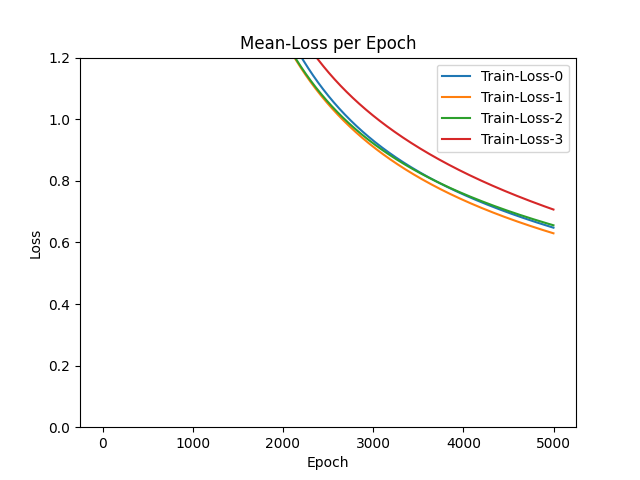 Mean-Loss per Epoch
1.2
1.0
0.8
0.6
0.4
0.2
0.0
Loss
Train-Loss-0
Train-Loss-1
Train-Loss-2
Train-Loss-3
0 1000 2000 3000 4000 5000
Epoch